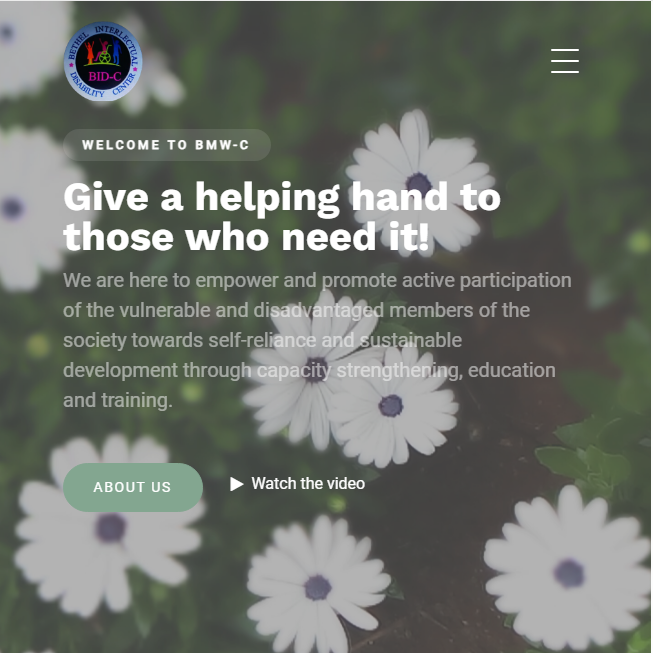 BETHEL INTERLECTUAL
BID-C
DISABILITY CENTER
WELCOME TO BMW-C
Give a helping hand to
those who need it!
We are here to empower and promote active participation
of the vulnerable and disadvantaged members of the
society towards self-reliance and sustainable
development through capacity strengthening, education
and training.
ABOUT US
Watch the video